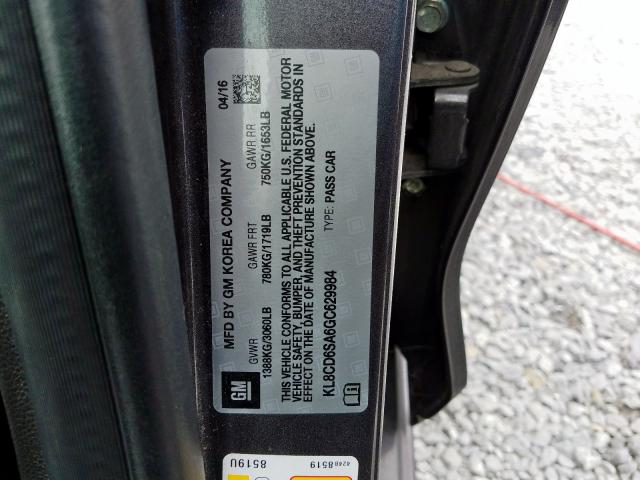 MFD BY GM KOREA COMPANY 04/16
GVWR GAWR FRT GAWR RR
1388KG/3060LB 780KG/1719LB 750KG/1653LB
THIS VEHICLE CONFORMS TO ALL APPLICABLE U.S. FEDERAL MOTOR
VEHICLE SAFETY, BUMPER, AND THEFT PREVENTION STANDARDS IN
EFFECT ON THE DATE OF MANUFACTURE SHOWN ABOVE.
KL8CD6SA6GC629984 TYPE: PASS CAR
GM
8519U
42488519